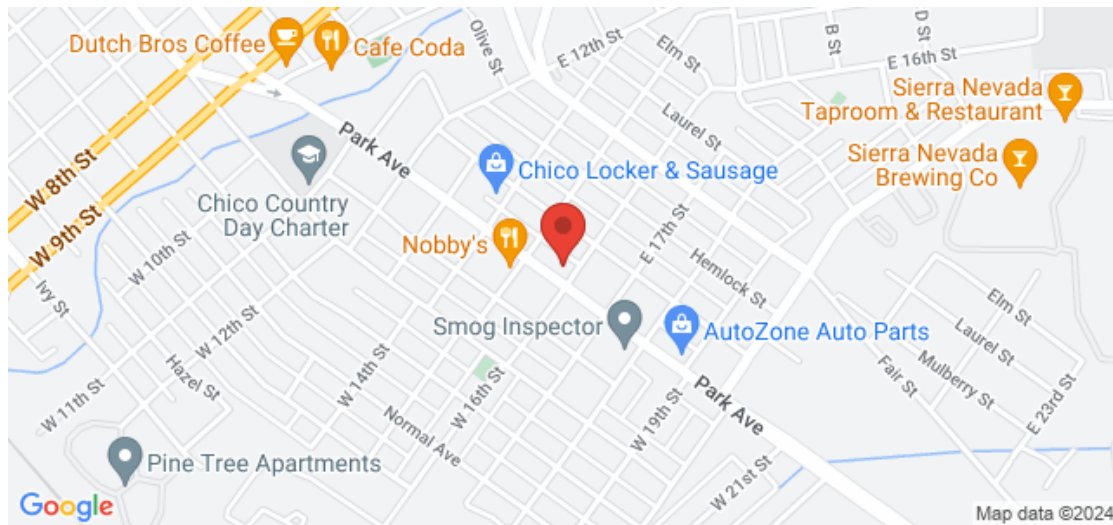 Dutch Bros Coffee
Cafe Coda
Olive St
E 12th St
Elm St
B St
D St
E 16th St
Sierra Nevada
Taproom & Restaurant
Laurel St
Park Ave
W 8th St
Chico Country
Day Charter
Chico Locker & Sausage
Sierra Nevada
Brewing Co
W 9th St
W 10th St
Nobby's
E 17th St
Hemlock St
Ivy St
Smog Inspector
AutoZone Auto Parts
Elm St
Laurel St
W 12th St
Hazel St
W 14th St
W 16th St
Mulberry St
Fair St
W 11th St
Normal Ave
W 19th St
Park Ave
E 23rd St
Pine Tree Apartments
W 21st St
Google
Map data ©2024